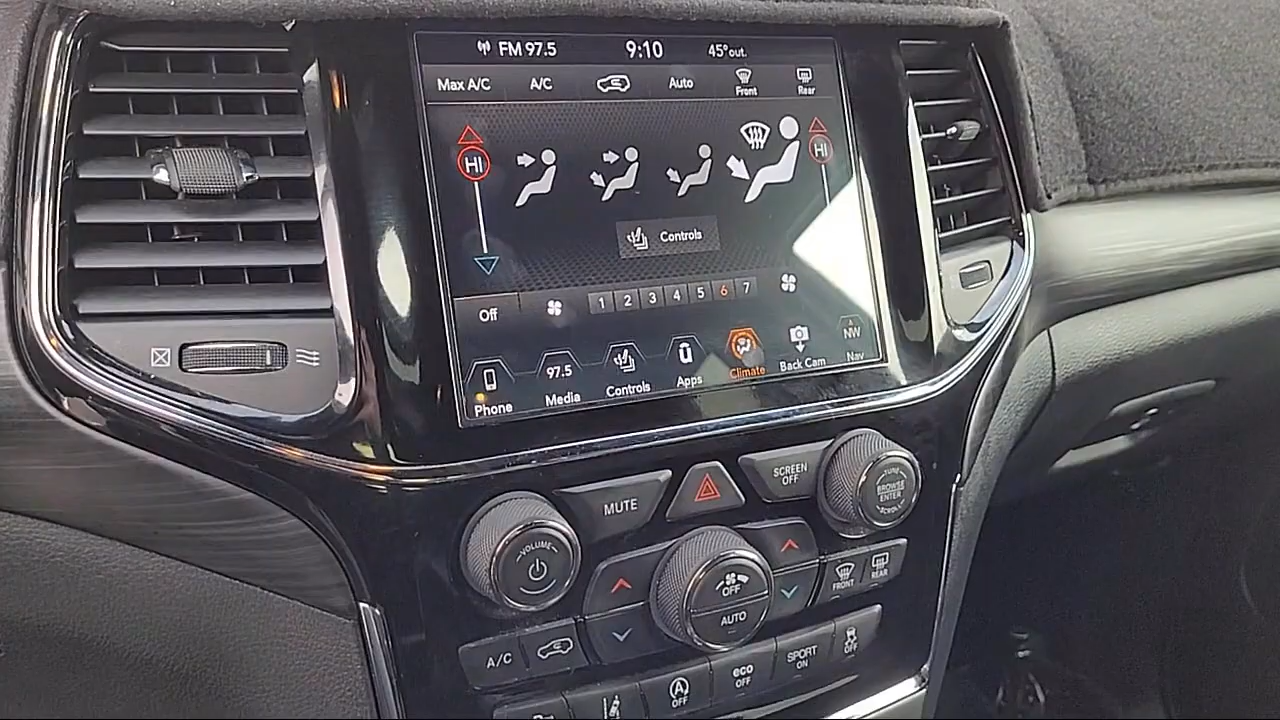 FM 97.5 9:10 45°out.
Max A/C A/C Auto Front Rear
HI HI
Controls
Off 1 2 3 4 5 6 7
Phone 97.5 Media Controls Apps Climate Back Cam NW Nav
MUTE SCREEN OFF
TUNE
BROWSE
ENTER
SCROLL
VOLUME
OFF
AUTO
FRONT REAR
A/C
OFF
eco OFF
SPORT ON
OFF